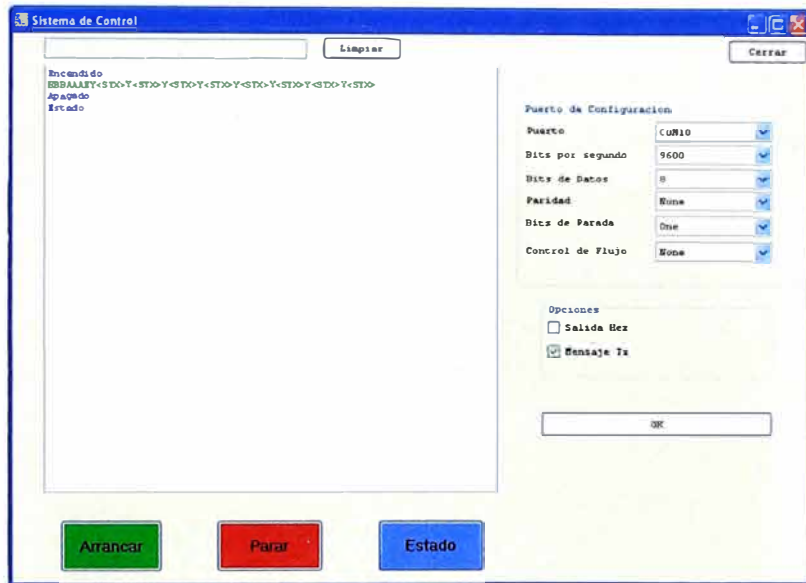 Sistema de Control
Limpiar
Cerrar
Encendido
Apagado
Estado
Puerto de Configuracion
Puerto
COM10
Bits por segundo
9600
Bits de Datos
8
Paridad
None
Bits de Parada
One
Control de Flujo
None
Opciones
Salida Hex
Mensaje Tx
OK
Arrancar
Parar
Estado